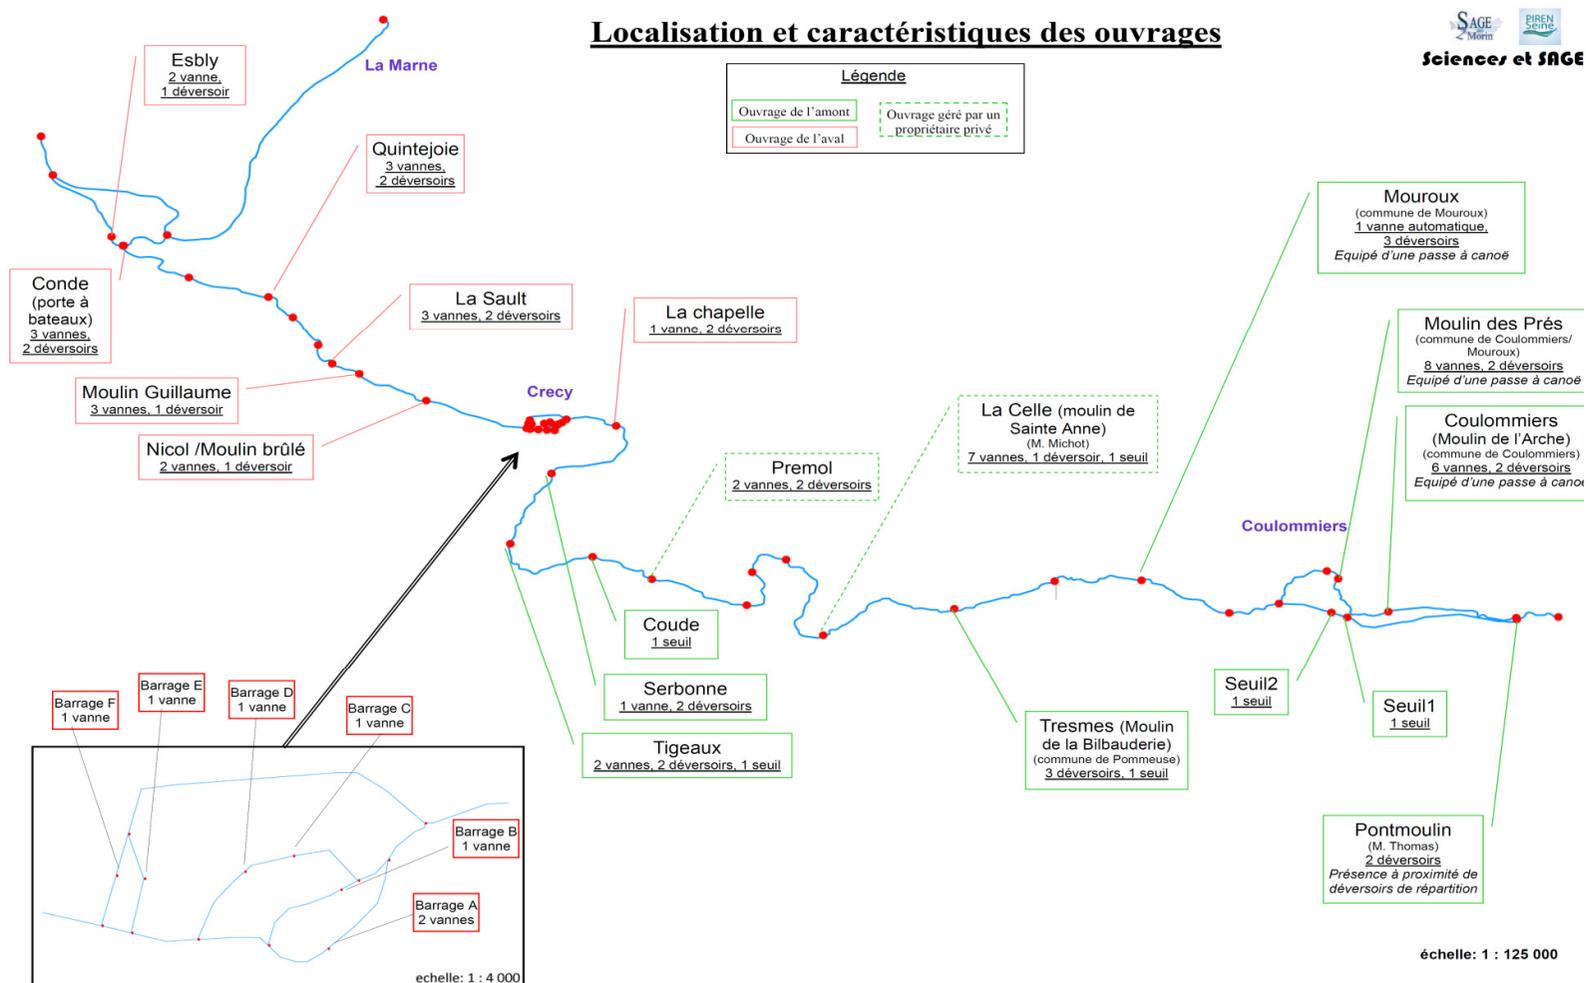 Localisation et caractéristiques des ouvrages
SAGE
2 Morin
PIREN
Seine
Sciences et SAGE
Légende
Ouvrage de l'amont
Ouvrage de l'aval
Ouvrage géré par un
propriétaire privé
La Marne
Esbly
2 vanne,
1 déversoir
Quintejoie
3 vannes,
2 déversoirs
Conde
(porte à
bateaux)
3 vannes,
2 déversoirs
La Sault
3 vannes, 2 déversoirs
La chapelle
1 vanne, 2 déversoirs
Moulin Guillaume
3 vannes, 1 déversoir
Nicol /Moulin brûlé
2 vannes, 1 déversoir
Crecy
Mouroux
(commune de Mouroux)
1 vanne automatique,
3 déversoirs
Equipé d'une passe à canoë
Moulin des Prés
(commune de Coulommiers/
Mouroux)
8 vannes, 2 déversoirs
Equipé d'une passe à canoë
Coulommiers
(Moulin de l'Arche)
(commune de Coulommiers)
6 vannes, 2 déversoirs
Equipé d'une passe à canoë
La Celle (moulin de
Sainte Anne)
(M. Michot)
7 vannes, 1 déversoir, 1 seuil
Premol
2 vannes, 2 déversoirs
Coulommiers
Coude
1 seuil
Serbonne
1 vanne, 2 déversoirs
Tigeaux
2 vannes, 2 déversoirs, 1 seuil
Tresmes (Moulin
de la Bilbauderie)
(commune de Pommeuse)
3 déversoirs, 1 seuil
Seuil2
1 seuil
Seuil1
1 seuil
Pontmoulin
(M. Thomas)
2 déversoirs
Présence à proximité de
déversoirs de répartition
Barrage F
1 vanne
Barrage E
1 vanne
Barrage D
1 vanne
Barrage C
1 vanne
Barrage B
1 vanne
Barrage A
2 vannes
echelle: 1 : 4 000
échelle: 1 : 125 000